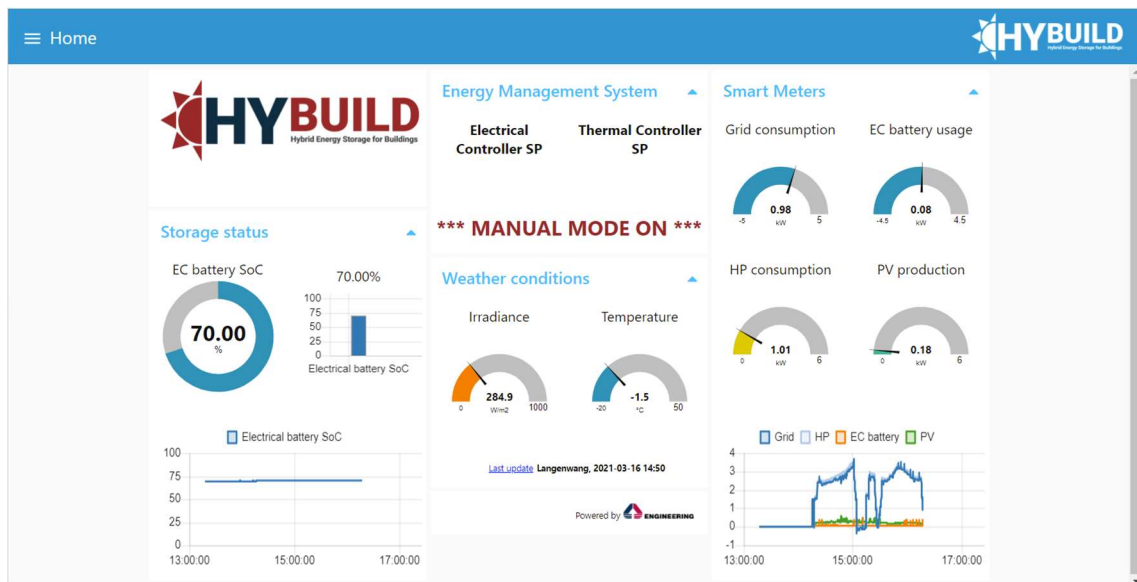 Home
HYBUILD
Hybrid Energy Storage for Buildings
HYBUILD
Hybrid Energy Storage for Buildings
Storage status
EC battery SoC
70.00
%
70.00%
100
75
50
25
0
Electrical battery SoC
Electrical battery SoC
100
75
50
25
0
13:00:00 15:00:00 17:00:00
Energy Management System
Electrical Controller SP
Thermal Controller SP
*** MANUAL MODE ON ***
Weather conditions
Irradiance
284.9
0 W/m2 1000
Temperature
-1.5
-20 °C 50
Last update Langenwang, 2021-03-16 14:50
Powered by ENGINEERING
Smart Meters
Grid consumption
0.98
-5 kW 5
EC battery usage
0.08
-4.5 kW 4.5
HP consumption
1.01
0 kW 6
PV production
0.18
0 kW 6
Grid HP EC battery PV
4
3
2
1
0
-1
13:00:00 15:00:00 17:00:00